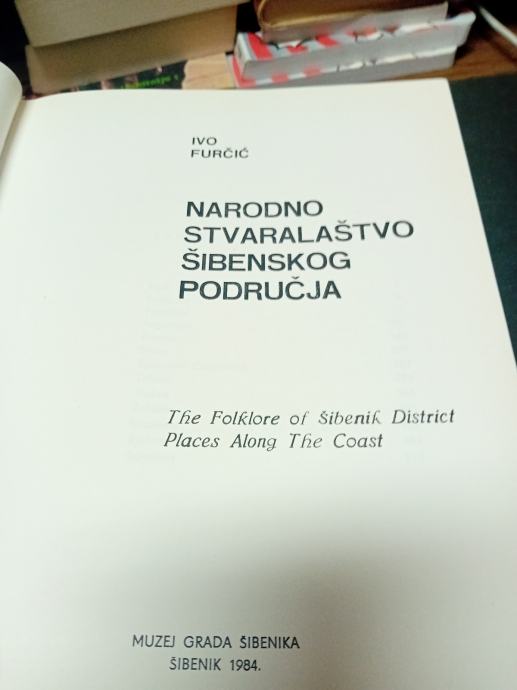 IVO
FURČIĆ
NARODNO
STVARALAŠTVO
ŠIBENSKOG
PODRUČJA
The Folklore of Šibenik District
Places Along The Coast
MUZEJ GRADA ŠIBENIKA
ŠIBENIK 1984.